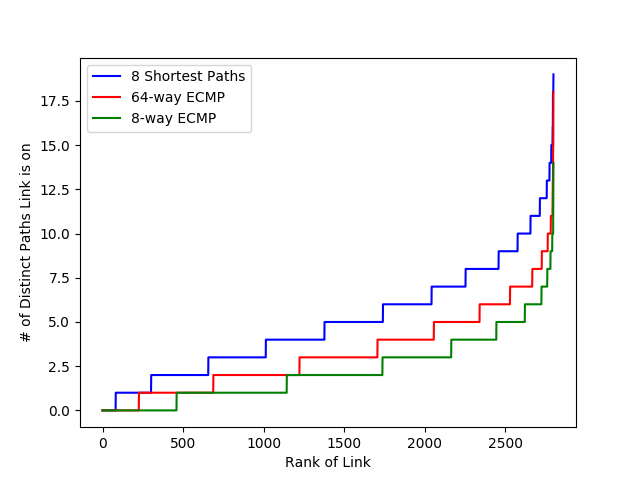 8 Shortest Paths
64-way ECMP
8-way ECMP
17.5
15.0
12.5
10.0
7.5
5.0
2.5
0.0
# of Distinct Paths Link is on
0 500 1000 1500 2000 2500
Rank of Link